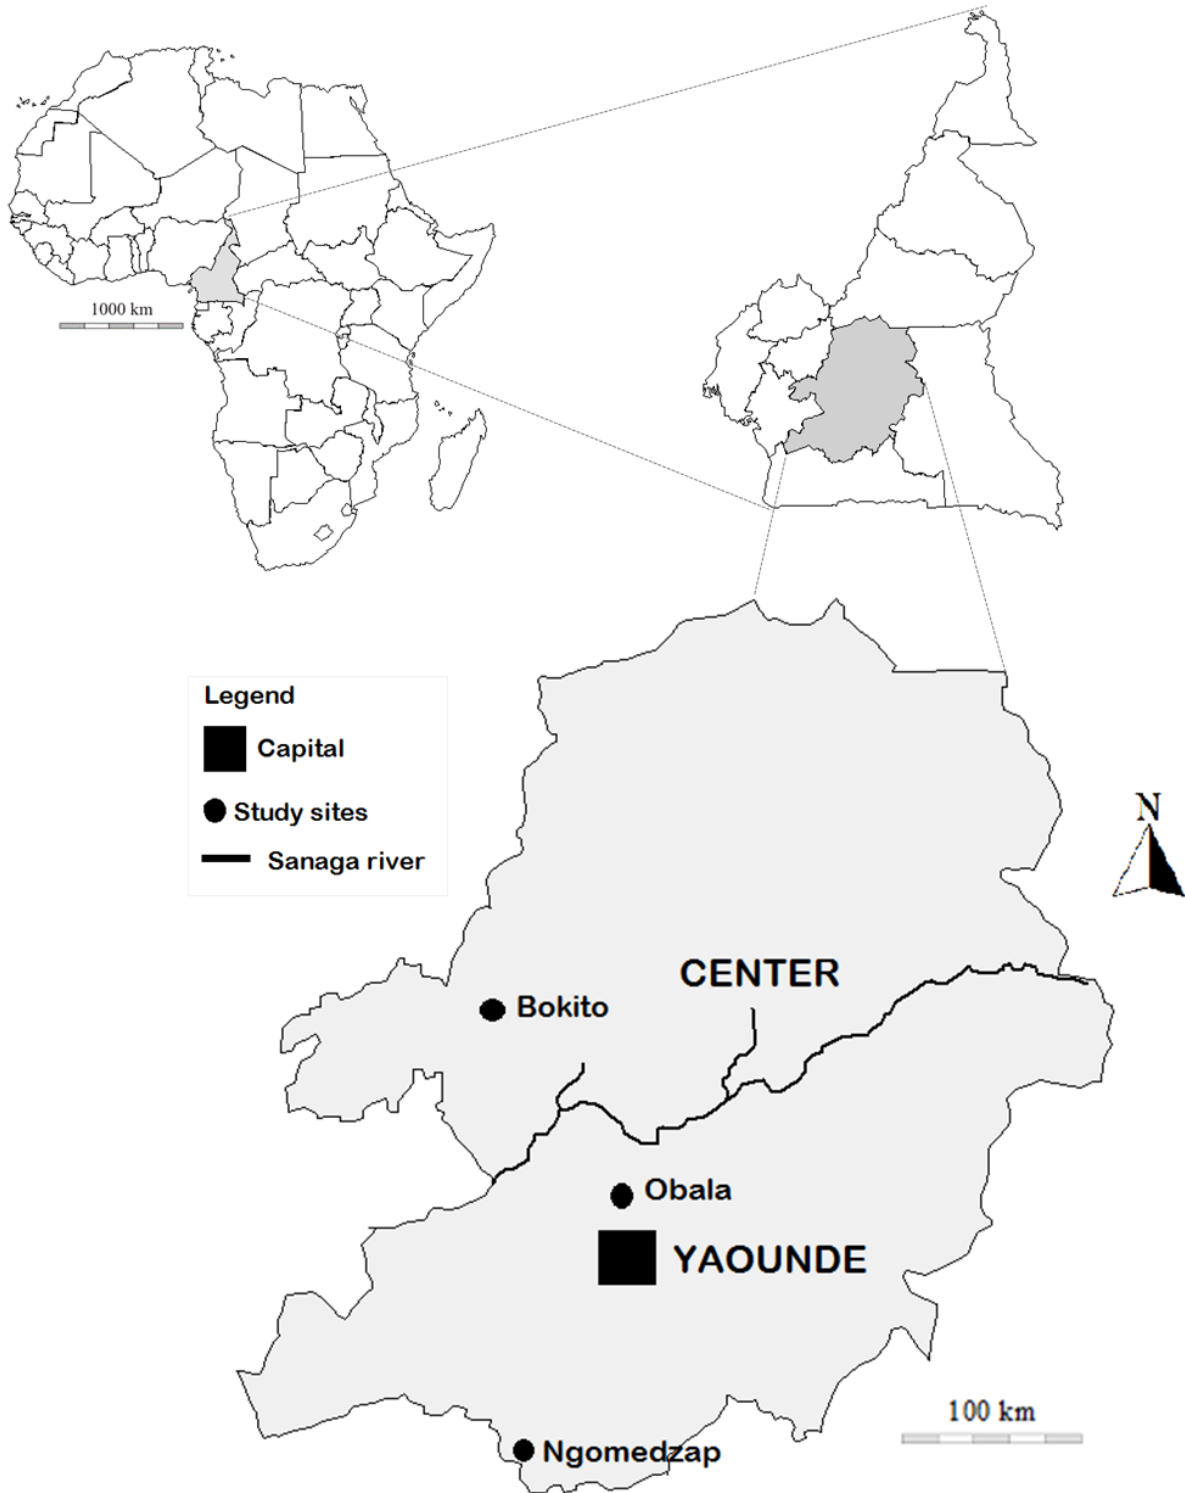 1000 km
Legend
Capital
Study sites
Sanaga river
N
CENTER
Bokito
Obala
YAOUNDE
100 km
Ngomedzap